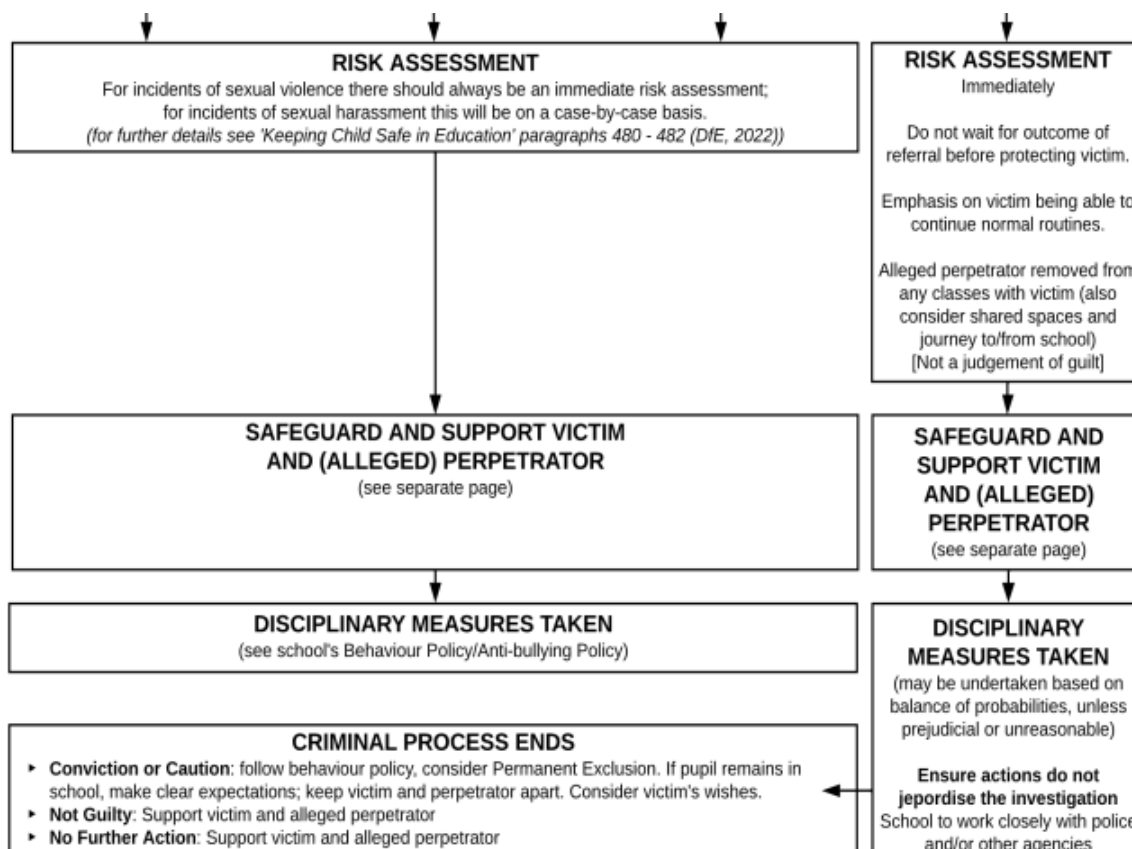 RISK ASSESSMENT
For incidents of sexual violence there should always be an immediate risk assessment;
for incidents of sexual harassment this will be on a case-by-case basis.
(for further details see 'Keeping Child Safe in Education' paragraphs 480 - 482 (DfE, 2022))
SAFEGUARD AND SUPPORT VICTIM
AND (ALLEGED) PERPETRATOR
(see separate page)
DISCIPLINARY MEASURES TAKEN
(see school's Behaviour Policy/Anti-bullying Policy)
RISK ASSESSMENT
Immediately
Do not wait for outcome of
referral before protecting victim.
Emphasis on victim being able to
continue normal routines.
Alleged perpetrator removed from
any classes with victim (also
consider shared spaces and
journey to/from school)
[Not a judgement of guilt]
SAFEGUARD AND
SUPPORT VICTIM
AND (ALLEGED)
PERPETRATOR
(see separate page)
DISCIPLINARY
MEASURES TAKEN
(may be undertaken based on
balance of probabilities, unless
prejudicial or unreasonable)
Ensure actions do not
jepordise the investigation
School to work closely with police
and/or other agencies
CRIMINAL PROCESS ENDS
‣ Conviction or Caution: follow behaviour policy, consider Permanent Exclusion. If pupil remains in
school, make clear expectations; keep victim and perpetrator apart. Consider victim's wishes.
‣ Not Guilty: Support victim and alleged perpetrator
‣ No Further Action: Support victim and alleged perpetrator